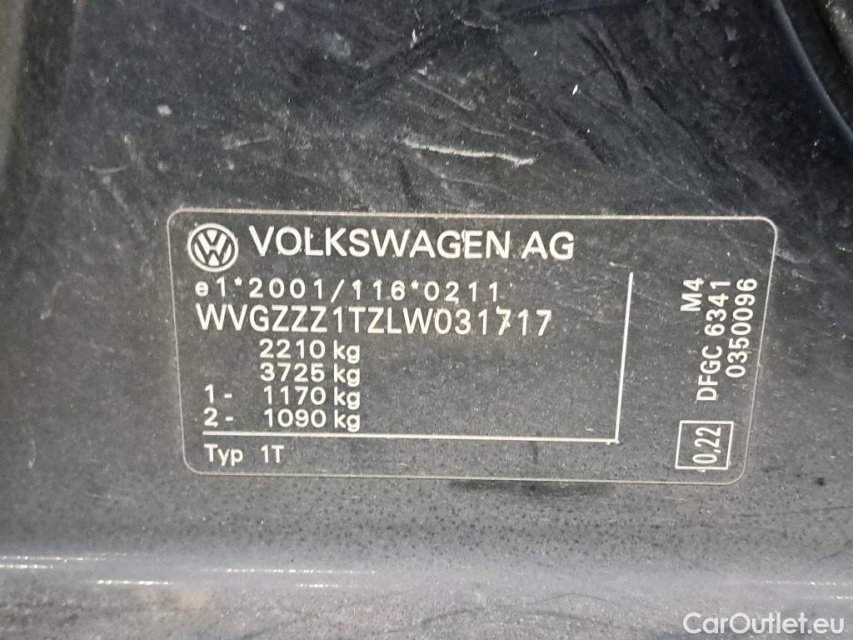 VOLKSWAGEN AG
e1*2001/116*0211
WVGZZZ1TZLW031717
2210 kg
3725 kg
1- 1170 kg
2- 1090 kg
Typ 1T
M4
DFGC 6341
0350096
0,22
CarOutlet.eu